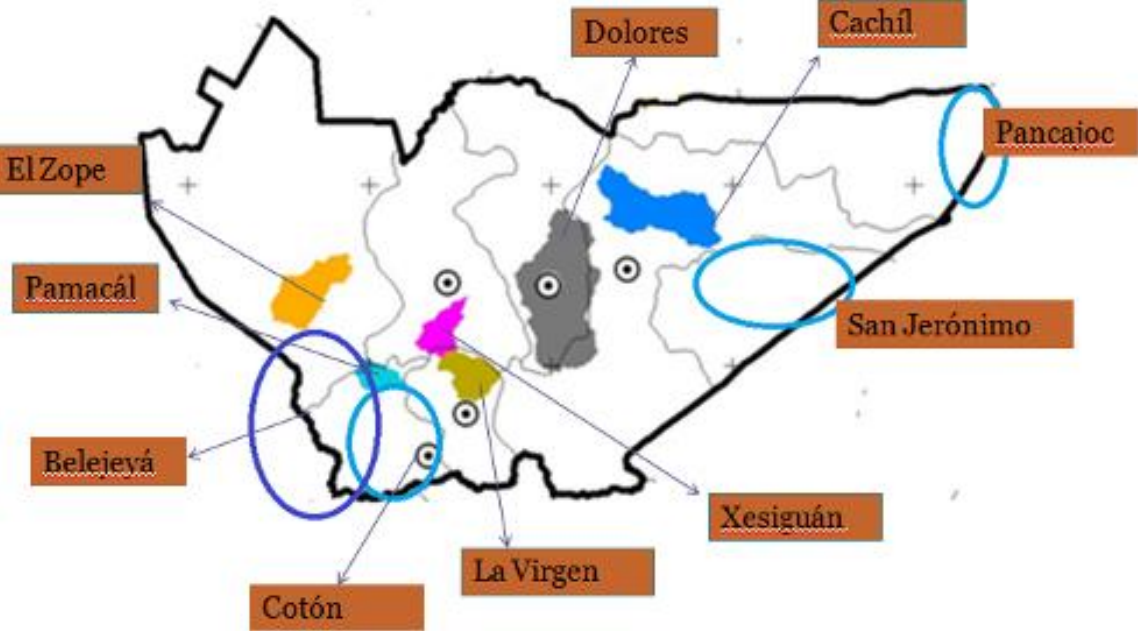 Dolores
Cachíl
Pancajoc
El Zope
Pamacál
San Jerónimo
Belejeyá
Xesiguán
La Virgen
Cotón